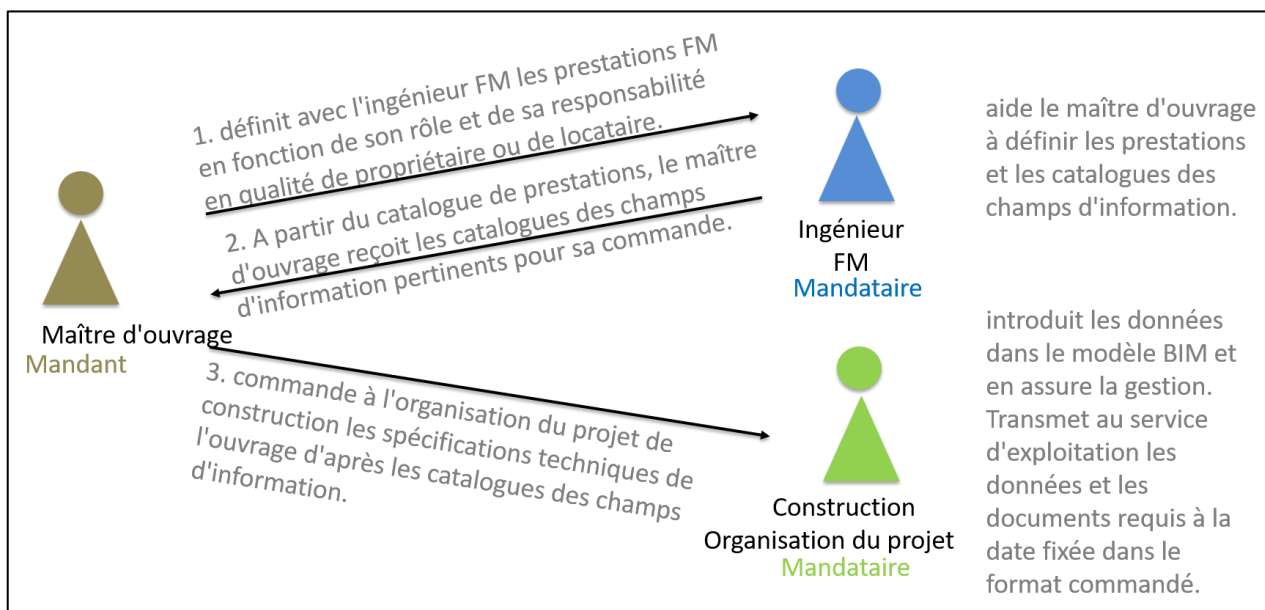 1. définit avec l'ingénieur FM les prestations FM
en fonction de son rôle et de sa responsabilité
en qualité de propriétaire ou de locataire.
2. A partir du catalogue de prestations, le maître
d'ouvrage reçoit les catalogues des champs
d'information pertinents pour sa commande.
Maître d'ouvrage
Mandant
3. commande à l'organisation du projet de
construction les spécifications techniques de
l'ouvrage d'après les catalogues des champs
d'information.
Ingénieur
FM
Mandataire
aide le maître d'ouvrage
à définir les prestations
et les catalogues des
champs d'information.
Construction
Organisation du projet
Mandataire
introduit les données
dans le modèle BIM et
en assure la gestion.
Transmet au service
d'exploitation les
données et les
documents requis à la
date fixée dans le
format commandé.